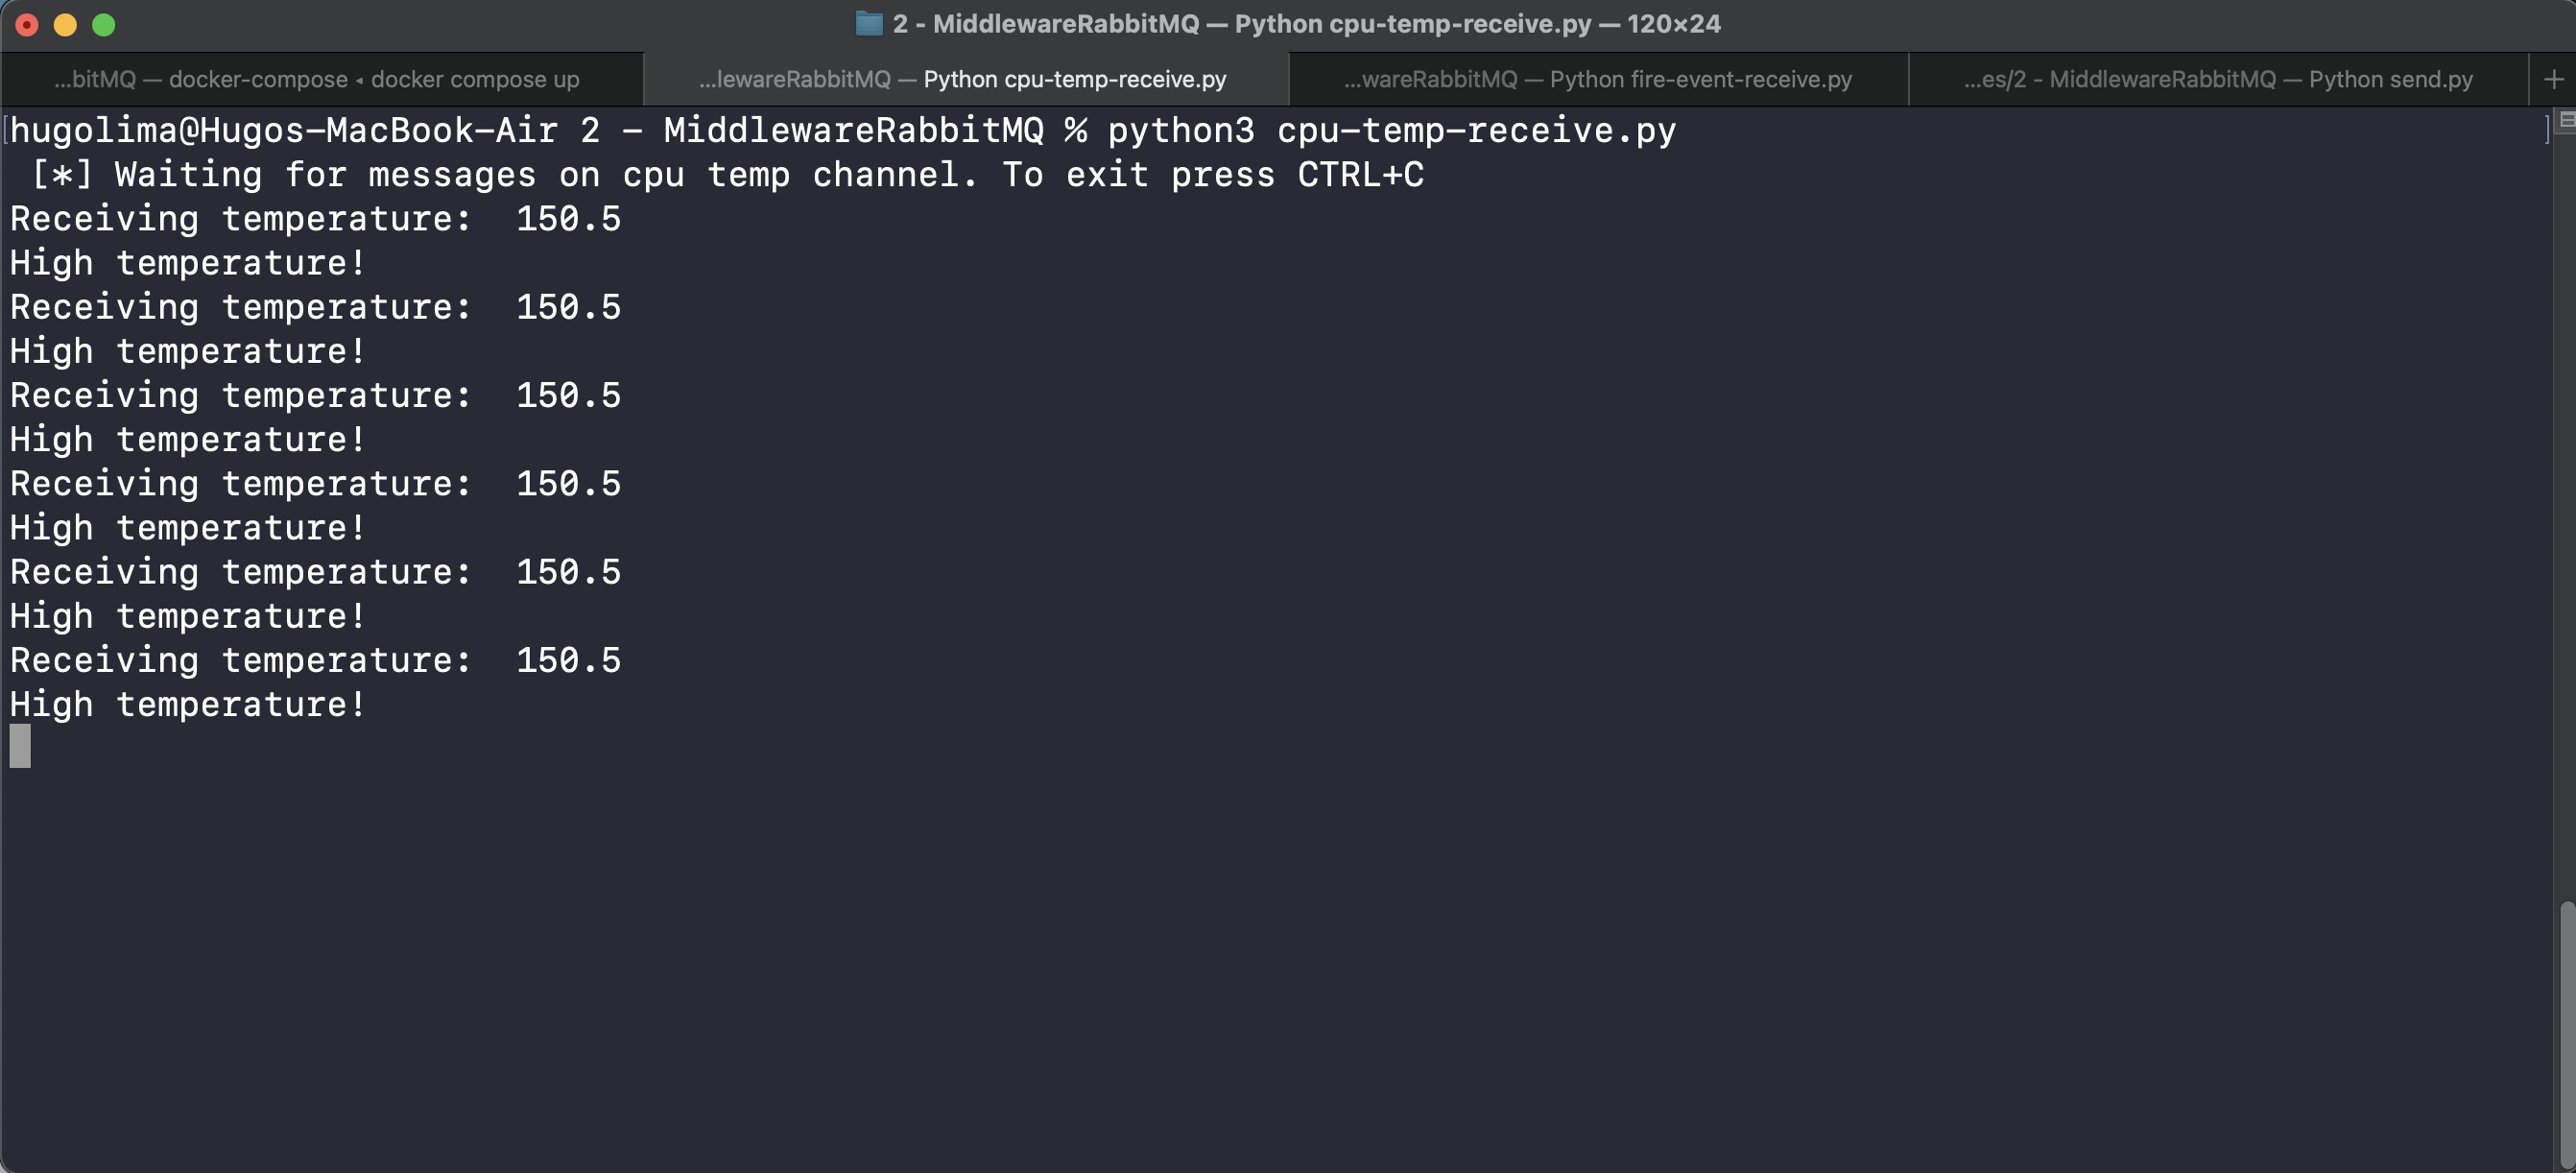 2 - MiddlewareRabbitMQ — Python cpu-temp-receive.py — 120×24
...bitMQ — docker-compose ◂ docker compose up
...lewareRabbitMQ — Python cpu-temp-receive.py
...wareRabbitMQ — Python fire-event-receive.py
...es/2 - MiddlewareRabbitMQ — Python send.py
[hugolima@Hugos-MacBook-Air 2 - MiddlewareRabbitMQ % python3 cpu-temp-receive.py ]
[*] Waiting for messages on cpu temp channel. To exit press CTRL+C
Receiving temperature:  150.5
High temperature!
Receiving temperature:  150.5
High temperature!
Receiving temperature:  150.5
High temperature!
Receiving temperature:  150.5
High temperature!
Receiving temperature:  150.5
High temperature!
Receiving temperature:  150.5
High temperature!